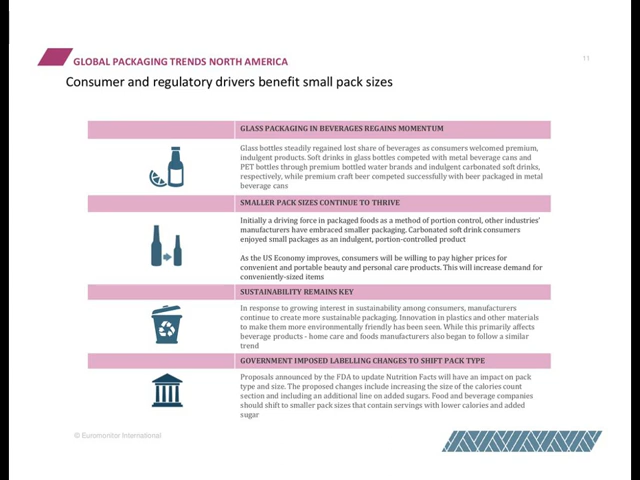 GLOBAL PACKAGING TRENDS NORTH AMERICA
11
Consumer and regulatory drivers benefit small pack sizes
GLASS PACKAGING IN BEVERAGES REGAINS MOMENTUM
Glass bottles steadily regained lost share of beverages as consumers welcomed premium,
indulgent products. Soft drinks in glass bottles competed with metal beverage cans and
PET bottles through premium bottled water brands and indulgent carbonated soft drinks,
respectively, while premium craft beer competed successfully with beer packaged in metal
beverage cans
SMALLER PACK SIZES CONTINUE TO THRIVE
Initially a driving force in packaged foods as a method of portion control, other industries'
manufacturers have embraced smaller packaging. Carbonated soft drink consumers
enjoyed small packages as an indulgent, portion-controlled product
As the US Economy improves, consumers will be willing to pay higher prices for
convenient and portable beauty and personal care products. This will increase demand for
conveniently-sized items
SUSTAINABILITY REMAINS KEY
In response to growing interest in sustainability among consumers, manufacturers
continue to create more sustainable packaging. Innovation in plastics and other materials
to make them more environmentally friendly has been seen. While this primarily affects
beverage products - home care and foods manufacturers also began to follow a similar
trend
GOVERNMENT IMPOSED LABELLING CHANGES TO SHIFT PACK TYPE
Proposals announced by the FDA to update Nutrition Facts will have an impact on pack
type and size. The proposed changes include increasing the size of the calories count
section and including an additional line on added sugars. Food and beverage companies
should shift to smaller pack sizes that contain servings with lower calories and added
sugar
© Euromonitor International